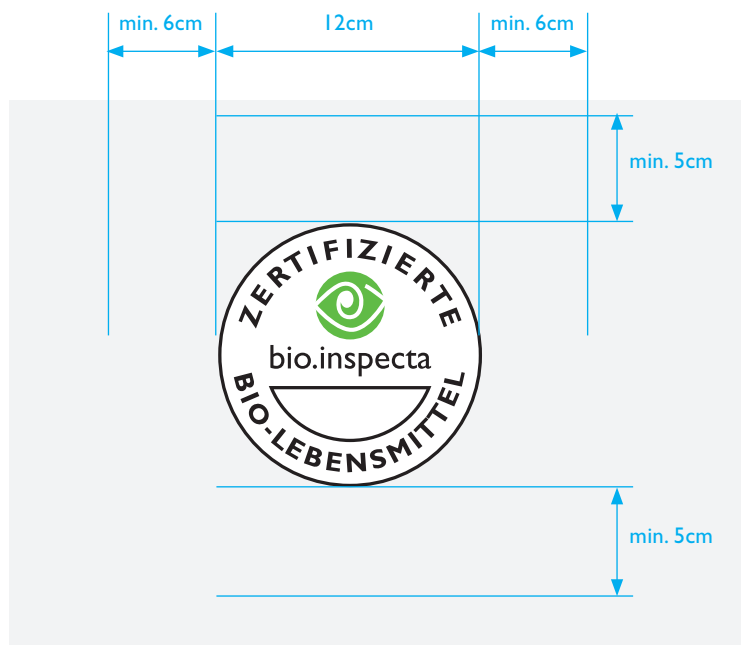 min. 6cm
12cm
min. 6cm
min. 5cm
ZERTIFIZIERTE
bio.inspecta
BIO-LEBENSMITTEL
min. 5cm